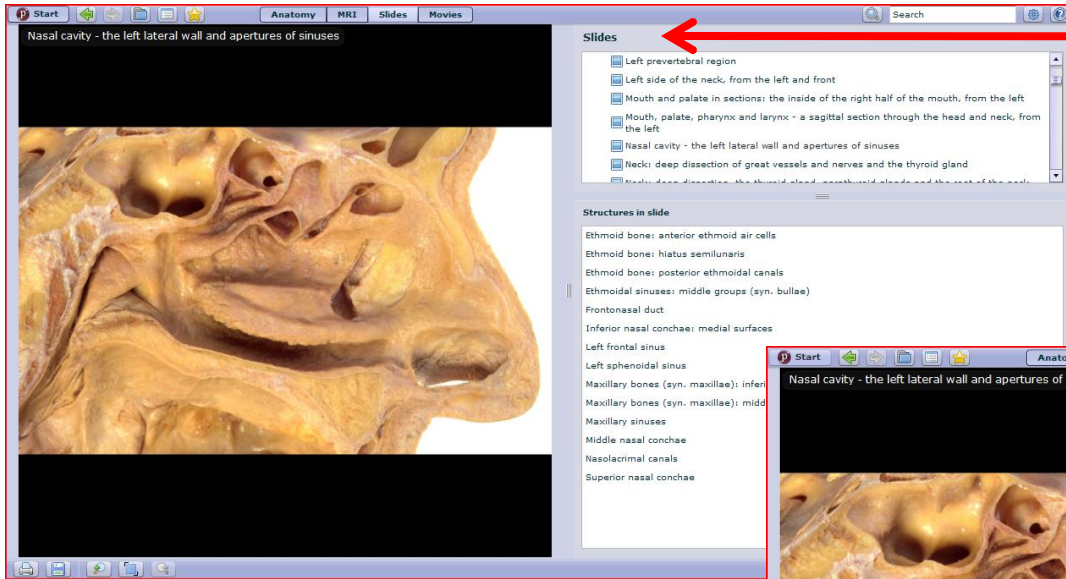 Start
Anatomy MRI Slides Movies
Search
Nasal cavity - the left lateral wall and apertures of sinuses
Slides
Left prevertebral region
Left side of the neck, from the left and front
Mouth and palate in sections: the inside of the right half of the mouth, from the left
Mouth, palate, pharynx and larynx - a sagittal section through the head and neck, from
the left
Nasal cavity - the left lateral wall and apertures of sinuses
Neck: deep dissection of great vessels and nerves and the thyroid gland
Structures in slide
Ethmoid bone: anterior ethmoid air cells
Ethmoid bone: hiatus semilunaris
Ethmoid bone: posterior ethmoidal canals
Ethmoidal sinuses: middle groups (syn. bullae)
Frontonasal duct
Inferior nasal conchae: medial surfaces
Left frontal sinus
Left sphenoidal sinus
Maxillary bones (syn. maxillae): inferi
Maxillary bones (syn. maxillae): midd
Maxillary sinuses
Middle nasal conchae
Nasolacrimal canals
Superior nasal conchae
Start
Anato
Nasal cavity - the left lateral wall and apertures of